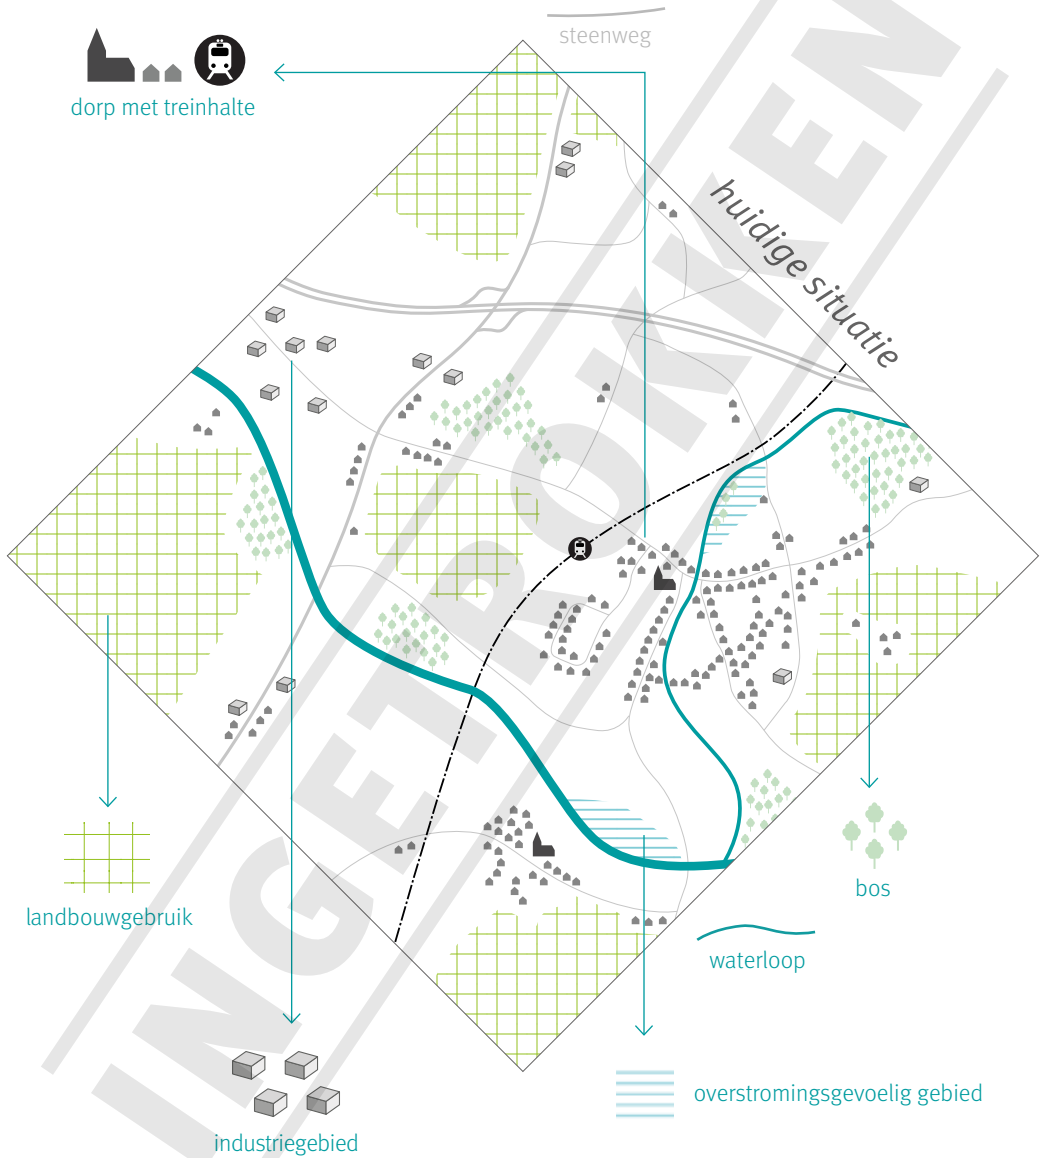 steenweg
dorp met treinhalte
huidige situatie
landbouwgebruik
bos
waterloop
overstromingsgevoelig gebied
industriegebied
INGETROKKEN